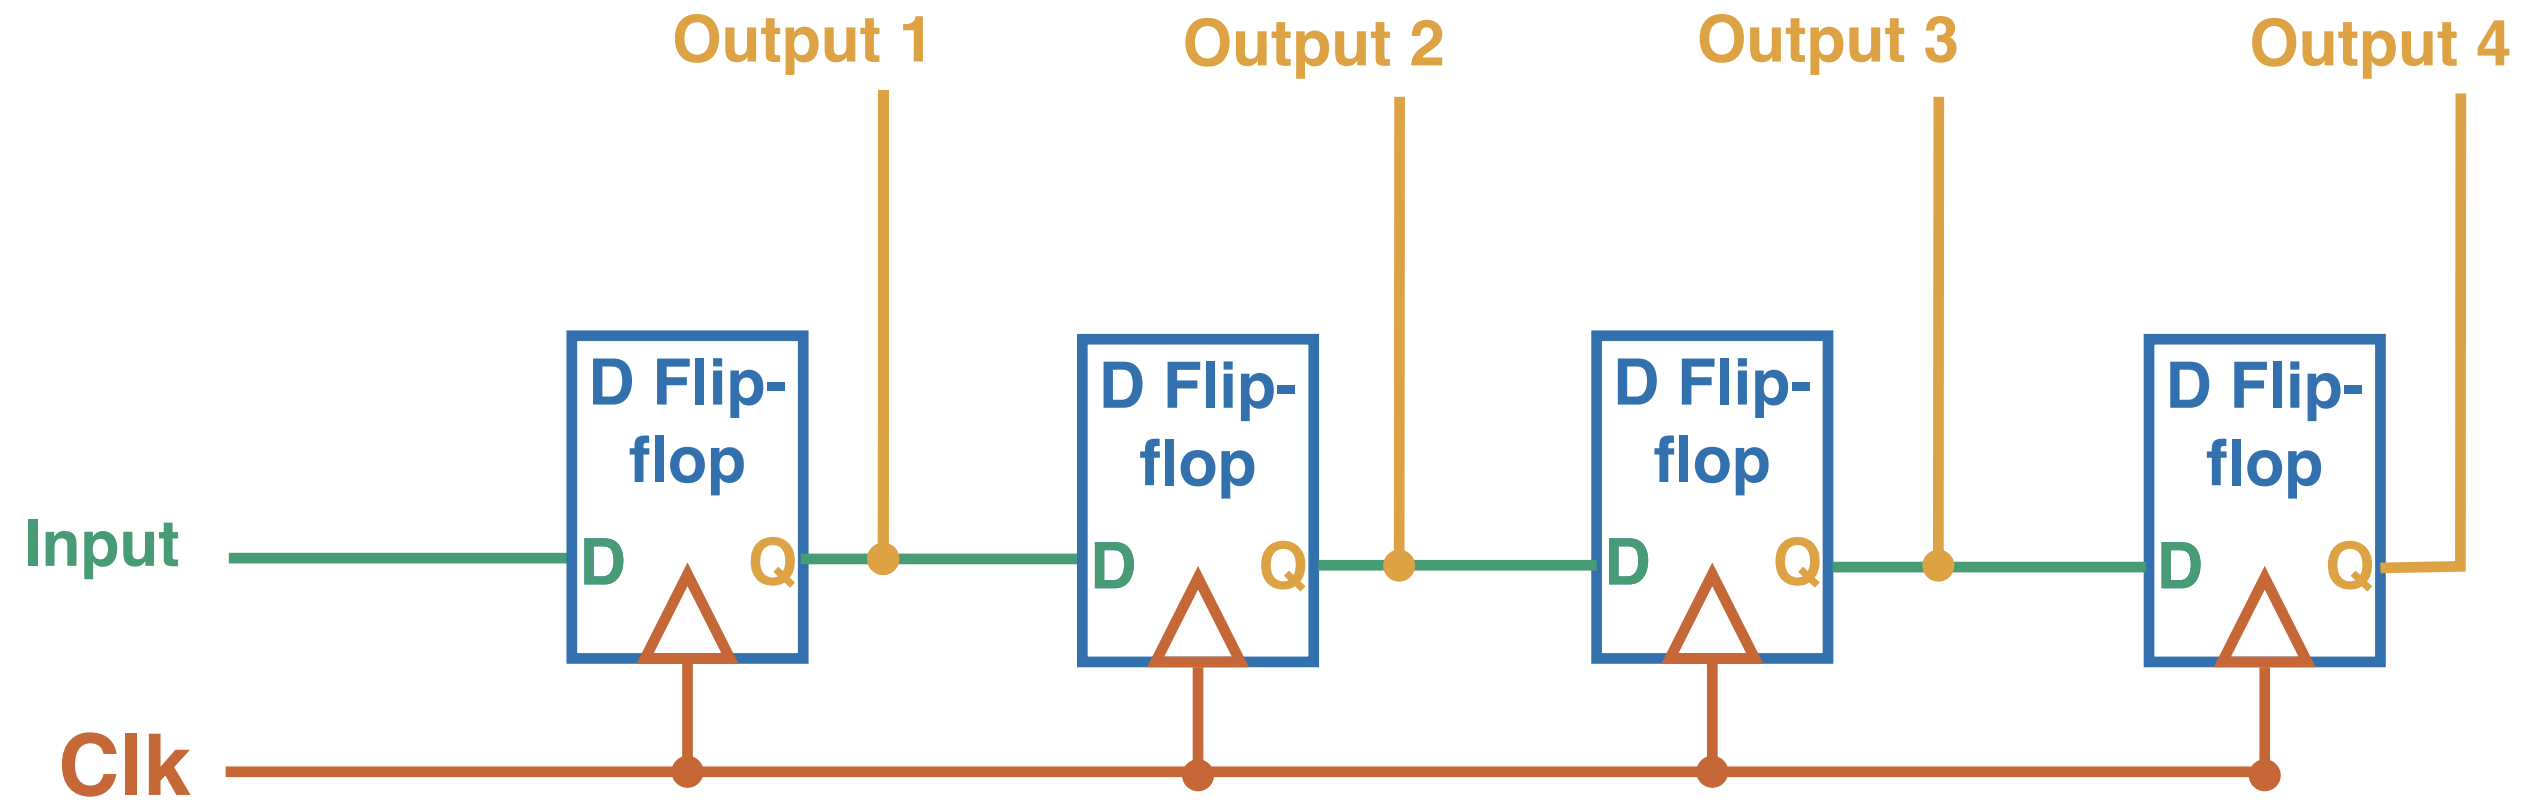 Output 1
Output 2
Output 3
Output 4
D Flip-
flop
D Flip-
flop
D Flip-
flop
D Flip-
flop
Input
D
Q
D
Q
D
Q
D
Q
Clk